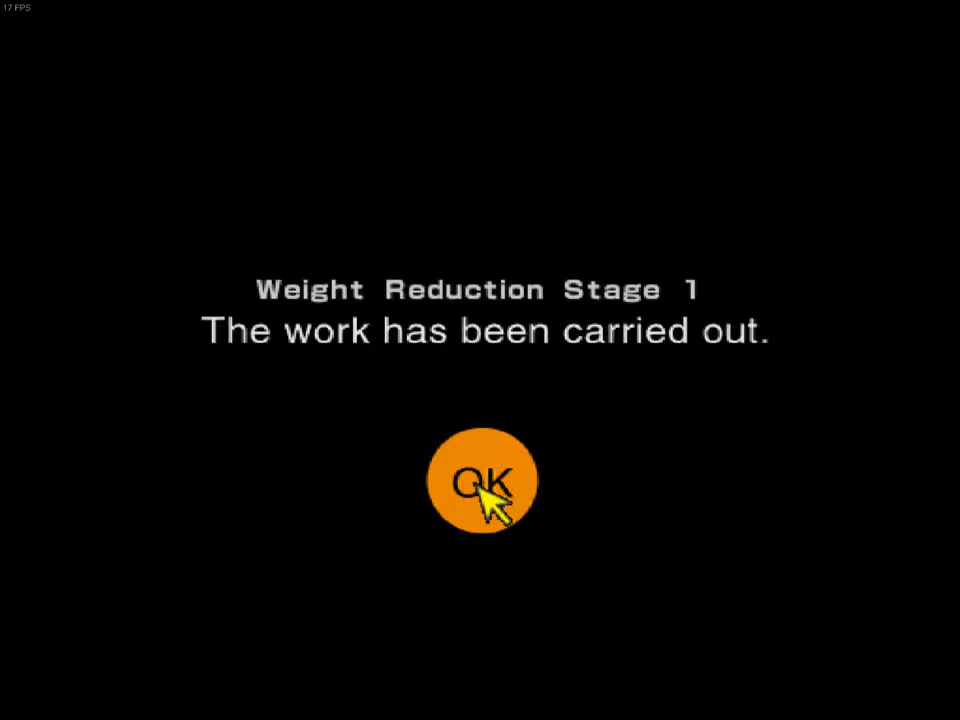 17 FPS
Weight Reduction Stage 1
The work has been carried out.
OK